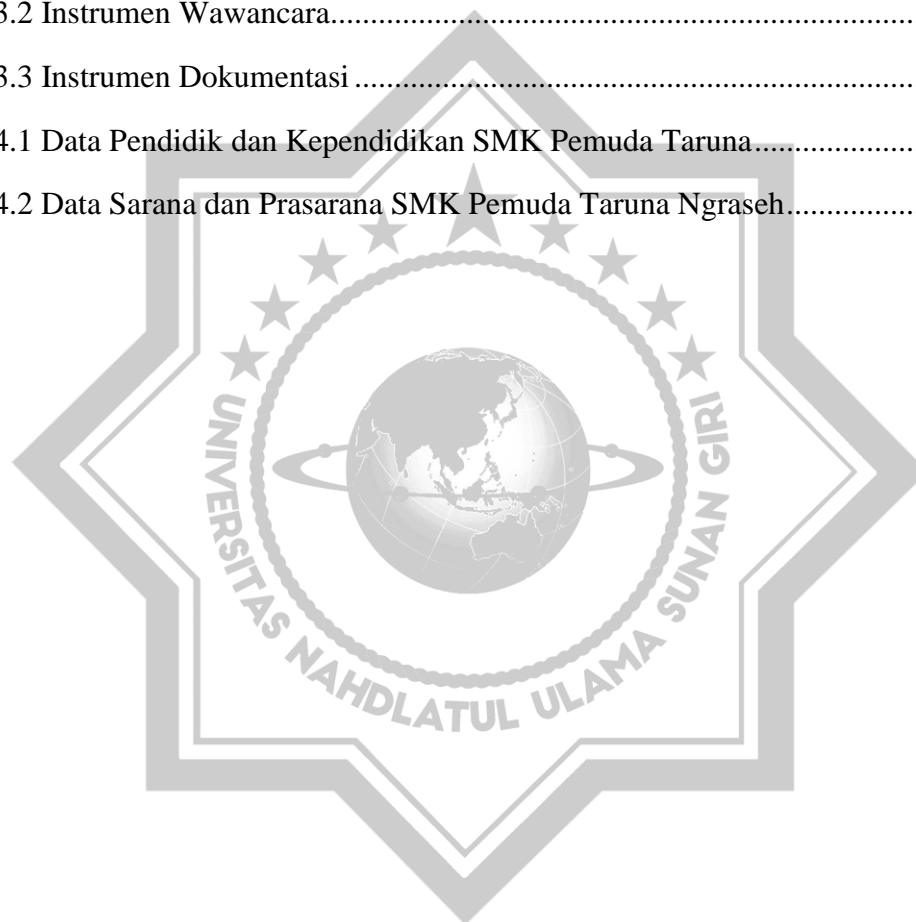 3.2 Instrumen Wawancara.......................................................................
3.3 Instrumen Dokumentasi ....................................................................
4.1 Data Pendidik dan Kependidikan SMK Pemuda Taruna....................
4.2 Data Sarana dan Prasarana SMK Pemuda Taruna Ngraseh................
UNIVERSITAS NAHDLATUL ULAMA SUNAN GIRI